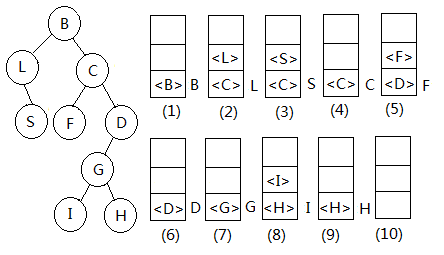 B
L C
S F D
G
I H
<L> <S> <F>
<B> B <C> L <C> S <C> C <D> F
(1) (2) (3) (4) (5)
<I>
<D> D <G> G <H> I <H> H
(6) (7) (8) (9) (10)